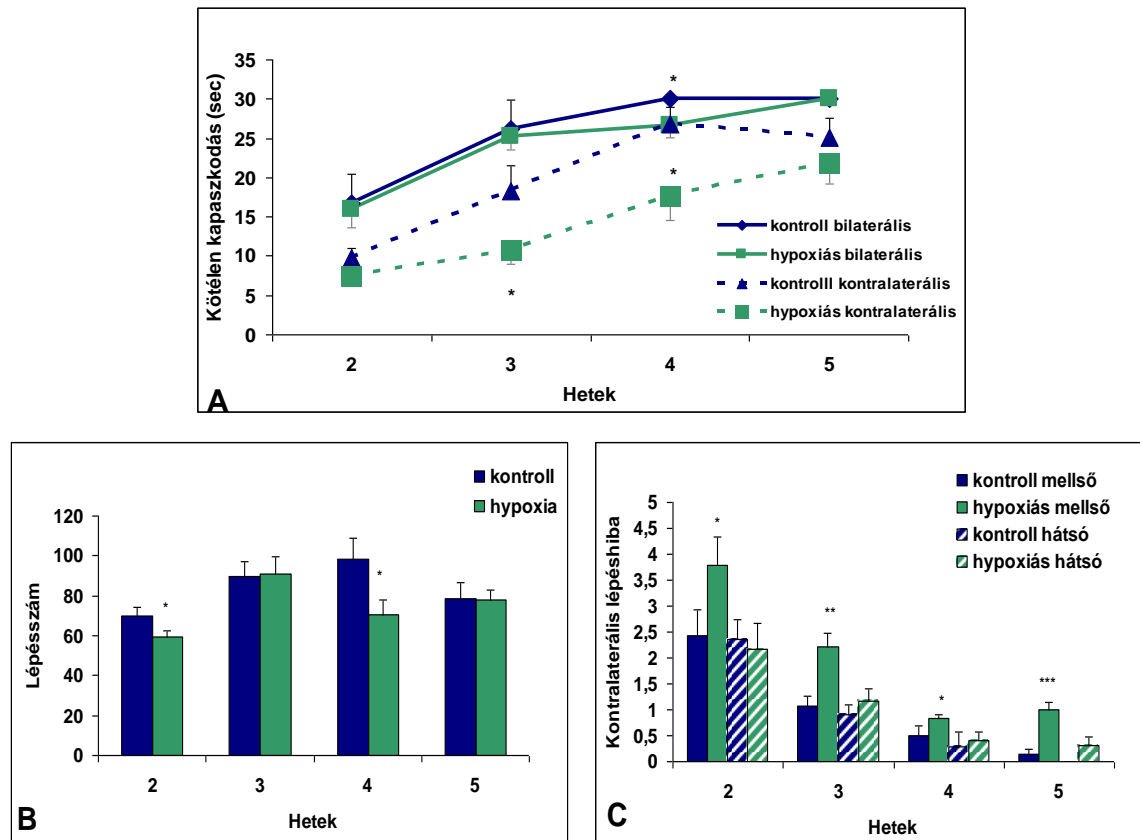 Kötélen kapaszkodás (sec)
35
30
25
20
15
10
5
0
*
*
*
kontroll bilaterális
hypoxiás bilaterális
kontrolll kontralaterális
hypoxiás kontralaterális
2 3 4 5
Hetek
A
kontroll
hypoxia
Lépésszám
120
100
80
60
40
20
0
*
*
2 3 4 5
Hetek
B
kontroll mellső
hypoxiás mellső
kontroll hátsó
hypoxiás hátsó
Kontralaterális lépéshiba
5
4,5
4
3,5
3
2,5
2
1,5
1
0,5
0
*
**
*
***
2 3 4 5
Hetek
C